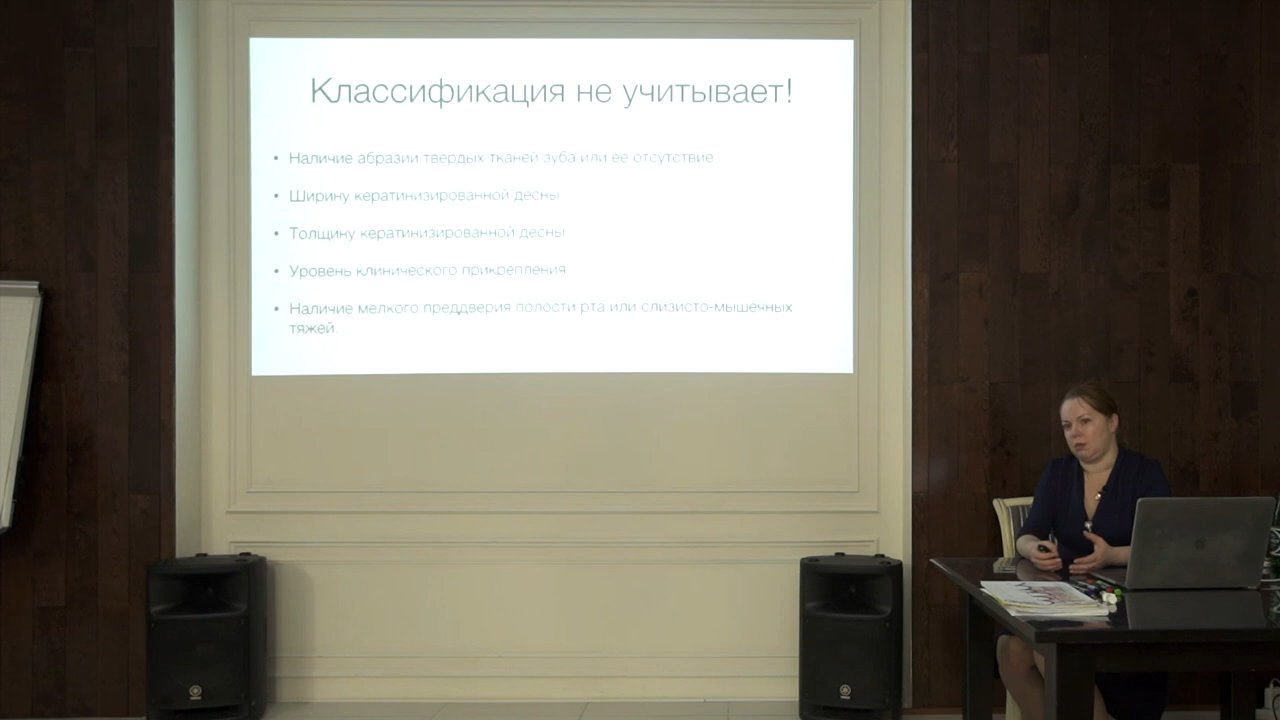 Классификация не учитывает!
• Наличие абразии твердых тканей зуба или ее отсутствие
• Ширину кератинизированной десны
• Толщину кератинизированной десны
• Уровень клинического прикрепления
• Наличие мелкого преддверия полости рта или слизисто-мышечных
тяжей.